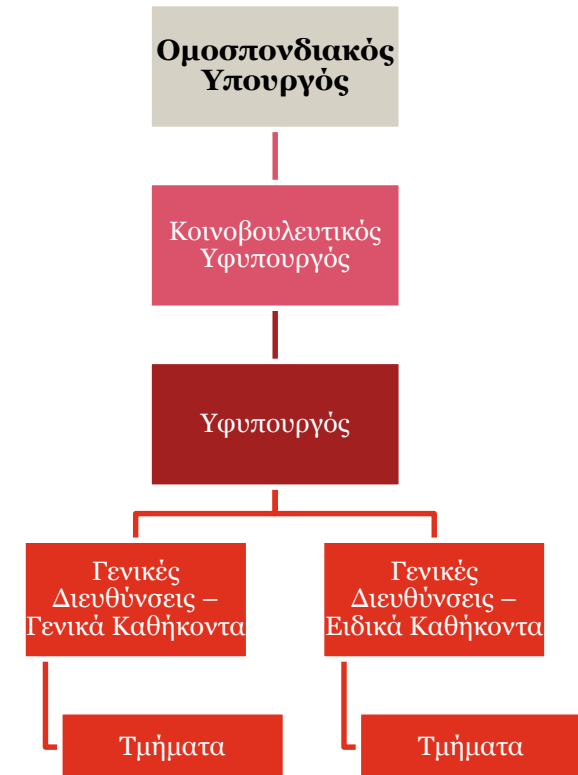 Ομοσπονδιακός
Υπουργός
Κοινοβουλευτικός
Υφυπουργός
Υφυπουργός
Γενικές
Διευθύνσεις –
Γενικά Καθήκοντα
Γενικές
Διευθύνσεις –
Ειδικά Καθήκοντα
Τμήματα
Τμήματα